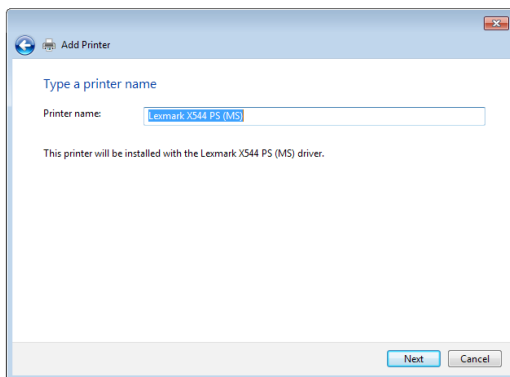 Add Printer
Type a printer name
Printer name: Lexmark X544 PS (MS)
This printer will be installed with the Lexmark X544 PS (MS) driver.
Next Cancel